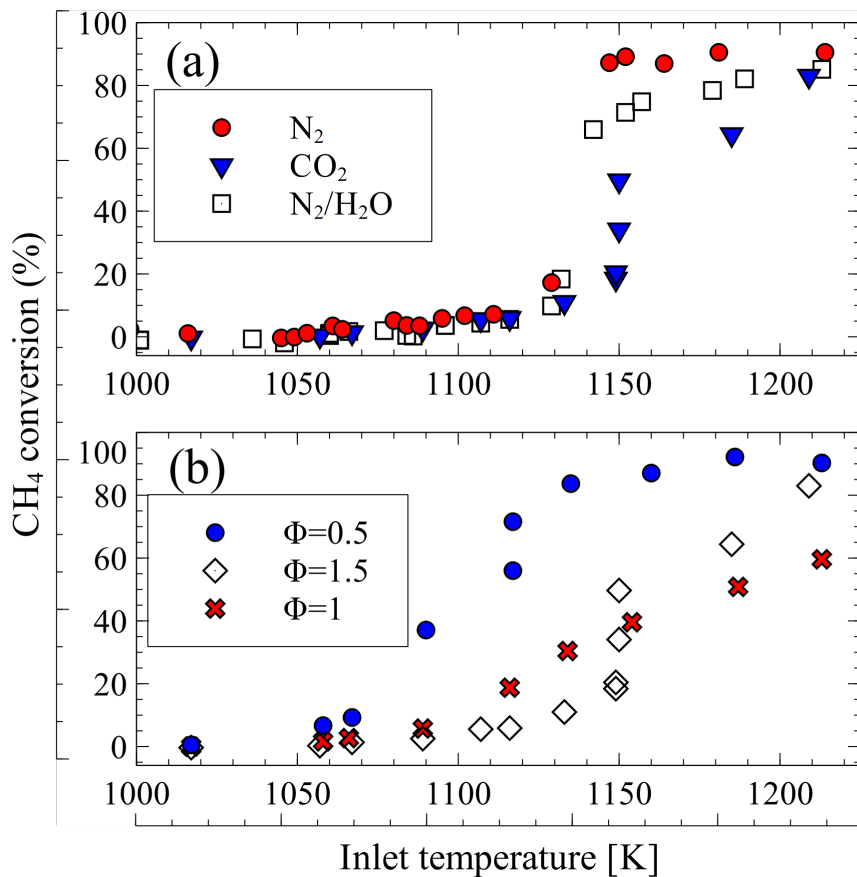 CH₄ conversion (%)
(a)
100
80
60
40
20
0
N₂
CO₂
N₂/H₂O
1000 1050 1100 1150 1200
(b)
100
80
60
40
20
0
Φ=0.5
Φ=1.5
Φ=1
1000 1050 1100 1150 1200
Inlet temperature [K]